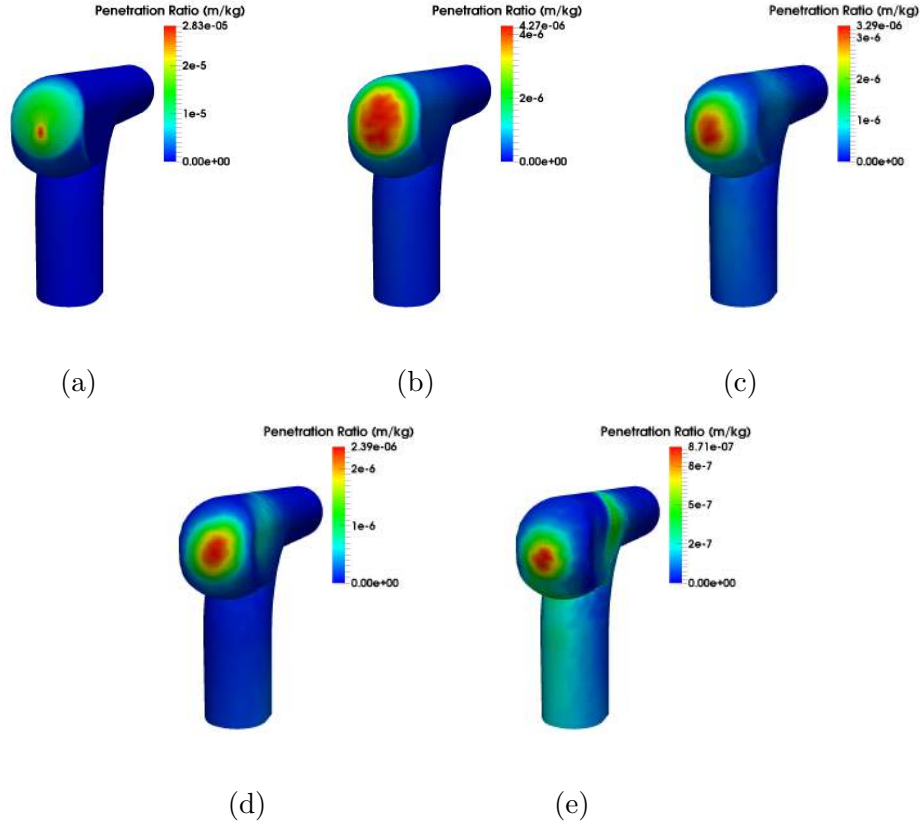 Penetration Ratio (m/kg)
2.83e-05
2e-5
1e-5
0.00e+00
(a)
Penetration Ratio (m/kg)
4.27e-06
4e-6
2e-6
0.00e+00
(b)
Penetration Ratio (m/kg)
3.29e-06
3e-6
2e-6
1e-6
0.00e+00
(c)
Penetration Ratio (m/kg)
2.39e-06
2e-6
1e-6
0.00e+00
(d)
Penetration Ratio (m/kg)
8.71e-07
8e-7
5e-7
2e-7
0.00e+00
(e)